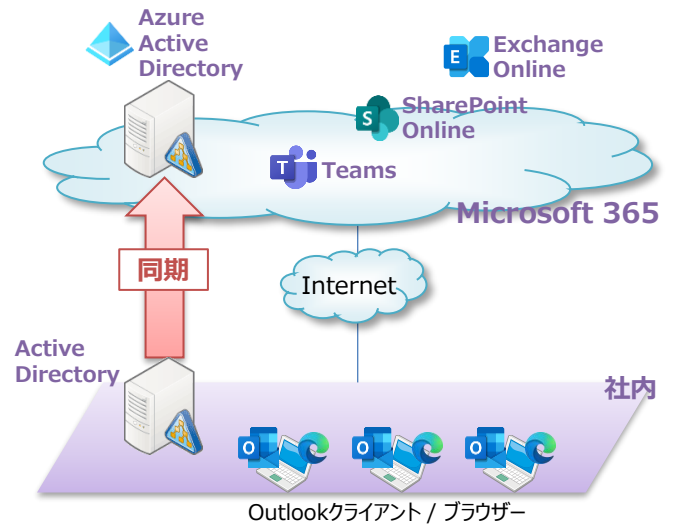 Azure
Active
Directory
E
Exchange
Online
S
SharePoint
Online
T
Teams
Microsoft 365
同期
Internet
Active
Directory
社内
O
O
O
Outlookクライアント / ブラウザー